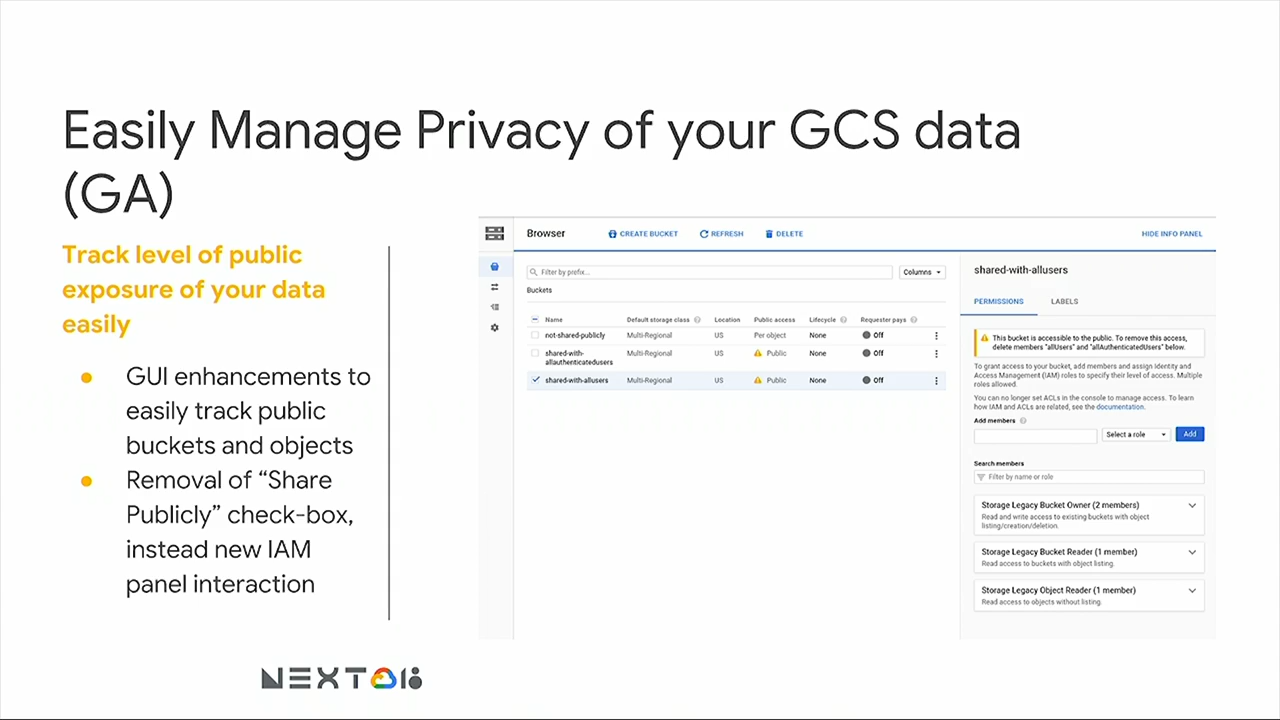 Easily Manage Privacy of your GCS data
(GA)
Track level of public
exposure of your data
easily
GUI enhancements to
easily track public
buckets and objects
Removal of “Share
Publicly” check-box,
instead new IAM
panel interaction
Browser
CREATE BUCKET
REFRESH
DELETE
HIDE INFO PANEL
Filter by prefix...
Columns
Buckets
Name Default storage class Location Public access Lifecycle Requester pays
not-shared-publicly Multi-Regional US Per object None Off
shared-with-
allauthenticatedusers Multi-Regional US Public None Off
shared-with-allusers Multi-Regional US Public None Off
shared-with-allusers
PERMISSIONS LABELS
This bucket is accessible to the public. To remove this access,
delete members "allUsers" and "allAuthenticatedUsers" below.
To grant access to your bucket, add members and assign Identity and
Access Management (IAM) roles to specify their level of access. Multiple
roles allowed.
You can no longer set ACLs in the console to manage access. To learn
how IAM and ACLs are related, see the documentation.
Add members
Select a role
Add
Search members
Filter by name or role
Storage Legacy Bucket Owner (2 members)
Read and write access to existing buckets with object
listing/creation/deletion.
Storage Legacy Bucket Reader (1 member)
Read access to buckets with object listing.
Storage Legacy Object Reader (1 member)
Read access to objects without listing.
NEXT 18